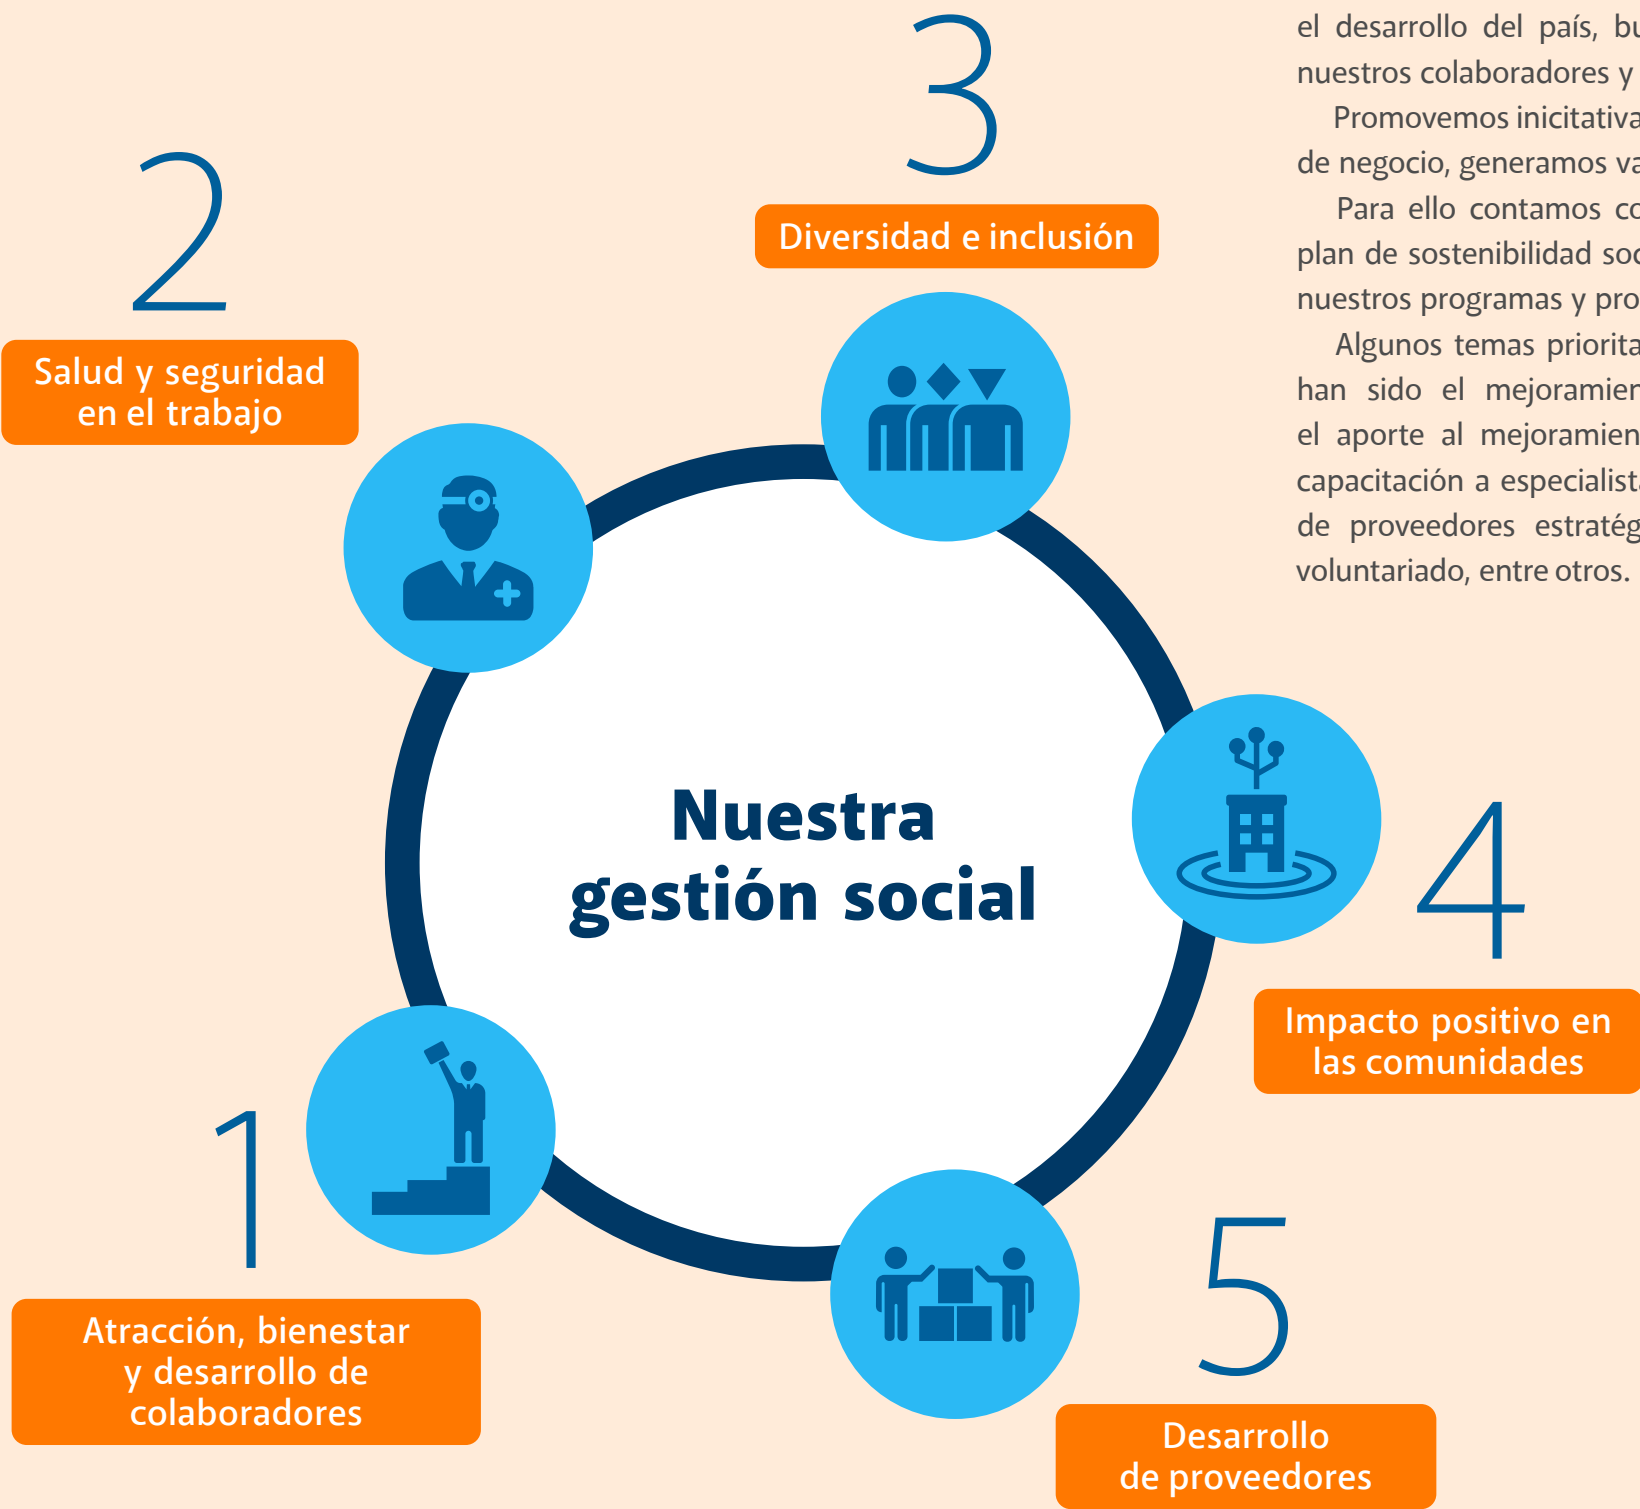 3
Diversidad e inclusión
2
Salud y seguridad
en el trabajo
Nuestra
gestión social
4
Impacto positivo en
las comunidades
1
Atracción, bienestar
y desarrollo de
colaboradores
5
Desarrollo
de proveedores
el desarrollo del país,
nuestros colaboradores y
Promovemos
de negocio, generamos
Para ello contamos
plan de sostenibilidad
nuestros programas y
Algunos temas
han sido el
el aporte al
capacitación a
de proveedores
voluntariado, entre otros.